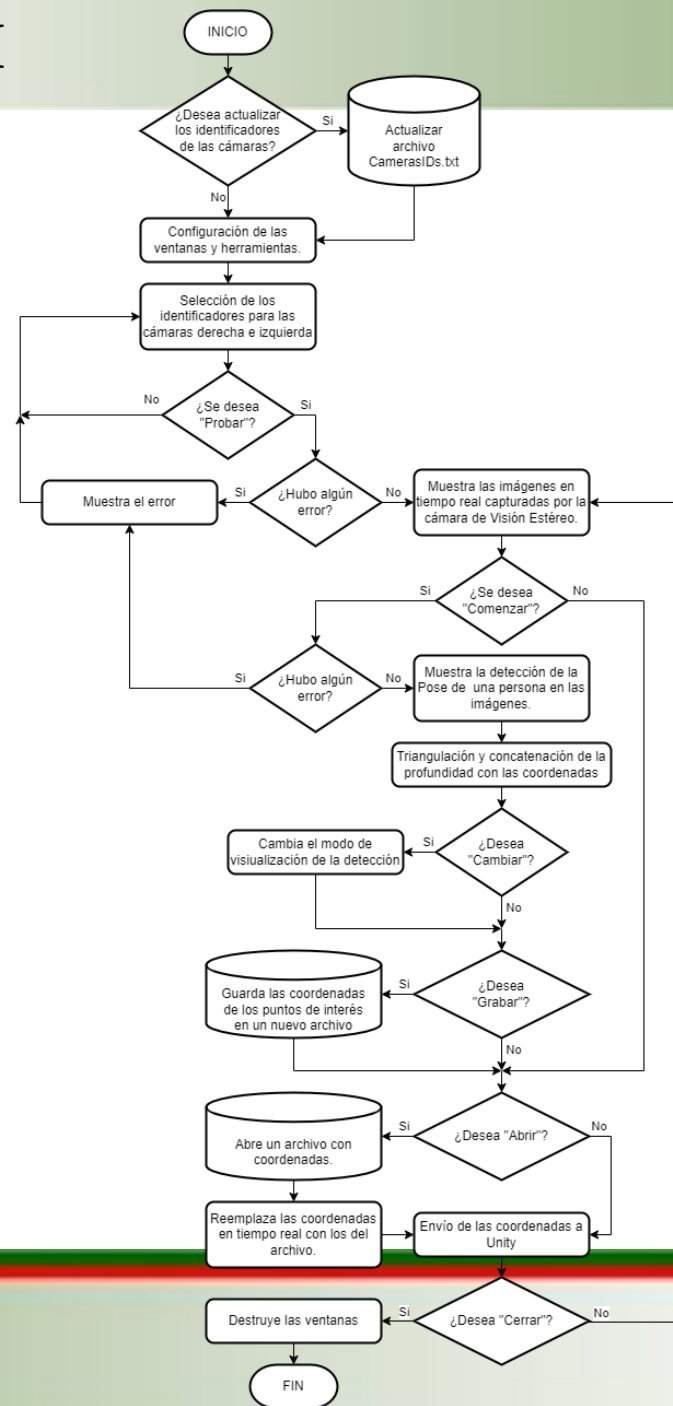 INICIO
¿Desea actualizar
los identificadores
de las cámaras?
Si
Actualizar
archivo
CamerasIDs.txt
No
Configuración de las
ventanas y herramientas.
Selección de los
identificadores para las
cámaras derecha e izquierda
No
¿Se desea
"Probar"?
Si
Muestra el error
Si
¿Hubo algún
error?
No
Muestra las imágenes en
tiempo real capturadas por la
cámara de Visión Estéreo.
Si
¿Se desea
"Comenzar"?
No
Si
¿Hubo algún
error?
No
Muestra la detección de la
Pose de una persona en las
imágenes.
Triangulación y concatenación de la
profundidad con las coordenadas
Cambia el modo de
visiualización de la detección
Si
¿Desea
"Cambiar"?
No
Guarda las coordenadas
de los puntos de interés
en un nuevo archivo
Si
¿Desea
"Grabar"?
No
Abre un archivo con
coordenadas.
Si
¿Desea "Abrir"?
No
Reemplaza las coordenadas
en tiempo real con los del
archivo.
Envío de las coordenadas a
Unity
Destruye las ventanas
Si
¿Desea "Cerrar"?
No
FIN